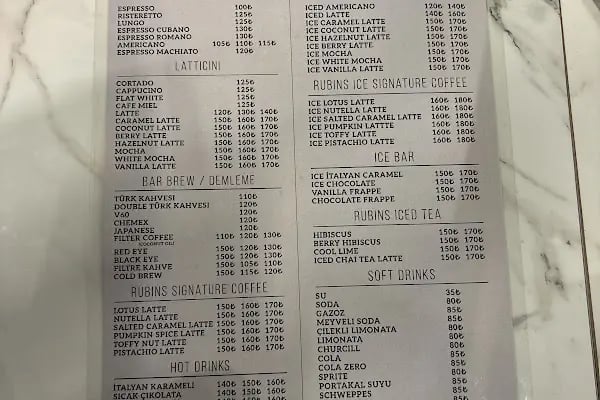 ESPRESSO 100₺
RISTERETTO 125₺
LUNGO 125₺
ESPRESSO CUBANO 130₺
ESPRESSO ROMANO 130₺
AMERICANO 105₺ 110₺ 115₺
ESPRESSO MACHIATO 120₺
LATTICINI
CORTADO 125₺
CAPPUCINO 125₺
FLAT WHITE 125₺
CAFE MIEL 125₺
LATTE 120₺ 130₺ 140₺
CARAMEL LATTE 150₺ 160₺ 170₺
COCONUT LATTE 150₺ 160₺ 170₺
BERRY LATTE 150₺ 160₺ 170₺
HAZELNUT LATTE 150₺ 160₺ 170₺
MOCHA 150₺ 160₺ 170₺
WHITE MOCHA 150₺ 160₺ 170₺
VANILLA LATTE 150₺ 160₺ 170₺
BAR BREW / DEMLEME
TÜRK KAHVESI 110₺
DOUBLE TÜRK KAHVESI 120₺
V60 120₺
CHEMEX 120₺
JAPANESE 120₺
FILTER COFFEE 110₺ 120₺ 130₺
(COCONUT OIL)
RED EYE 150₺ 120₺ 130₺
BLACK EYE 150₺ 120₺ 130₺
FILTRE KAHVE 150₺ 105₺ 110₺
COLD BREW 150₺ 115₺ 120₺
RUBINS SIGNATURE COFFEE
LOTUS LATTE 150₺ 160₺ 170₺
NUTELLA LATTE 150₺ 160₺ 170₺
SALTED CARAMEL LATTE 150₺ 160₺ 170₺
PUMPKIN SPICE LATTE 150₺ 160₺ 170₺
TOFFY NUT LATTE 150₺ 160₺ 170₺
PISTACHIO LATTE 150₺ 160₺ 170₺
HOT DRINKS
İTALYAN KARAMELİ 140₺ 150₺ 160₺
SICAK ÇİKOLATA 140₺ 150₺ 160₺
ICED AMERICANO 120₺ 140₺
ICED LATTE 140₺ 160₺
ICE CARAMEL LATTE 150₺ 170₺
ICE COCONUT LATTE 150₺ 170₺
ICE HAZELNUT LATTE 150₺ 170₺
ICE BERRY LATTE 150₺ 170₺
ICE MOCHA 150₺ 170₺
ICE WHITE MOCHA 150₺ 170₺
ICE VANILLA LATTE 150₺ 170₺
RUBINS ICE SIGNATURE COFFEE
ICE LOTUS LATTE 160₺ 180₺
ICE NUTELLA LATTE 160₺ 180₺
ICE SALTED CARAMEL LATTE 160₺ 180₺
ICE PUMPKIN LATTTE 160₺ 180₺
ICE TOFFY LATTE 160₺ 180₺
ICE PISTACHIO LATTE 160₺ 180₺
ICE BAR
ICE İTALYAN CARAMEL 150₺ 170₺
ICE CHOCOLATE 150₺ 170₺
VANILLA FRAPPE 150₺ 170₺
CHOCOLATE FRAPPE 150₺ 170₺
RUBINS ICED TEA
HIBISCUS 150₺ 170₺
BERRY HIBISCUS 150₺ 170₺
COOL LIME 150₺ 170₺
ICED CHAI TEA LATTE 150₺ 170₺
SOFT DRINKS
SU 35₺
SODA 80₺
GAZOZ 85₺
MEYVELI SODA 85₺
ÇILEKLI LIMONATA 80₺
LIMONATA 80₺
CHURCILL 85₺
COLA 85₺
COLA ZERO 85₺
SPRITE 80₺
PORTAKAL SUYU 85₺
SCHWEPPES 85₺